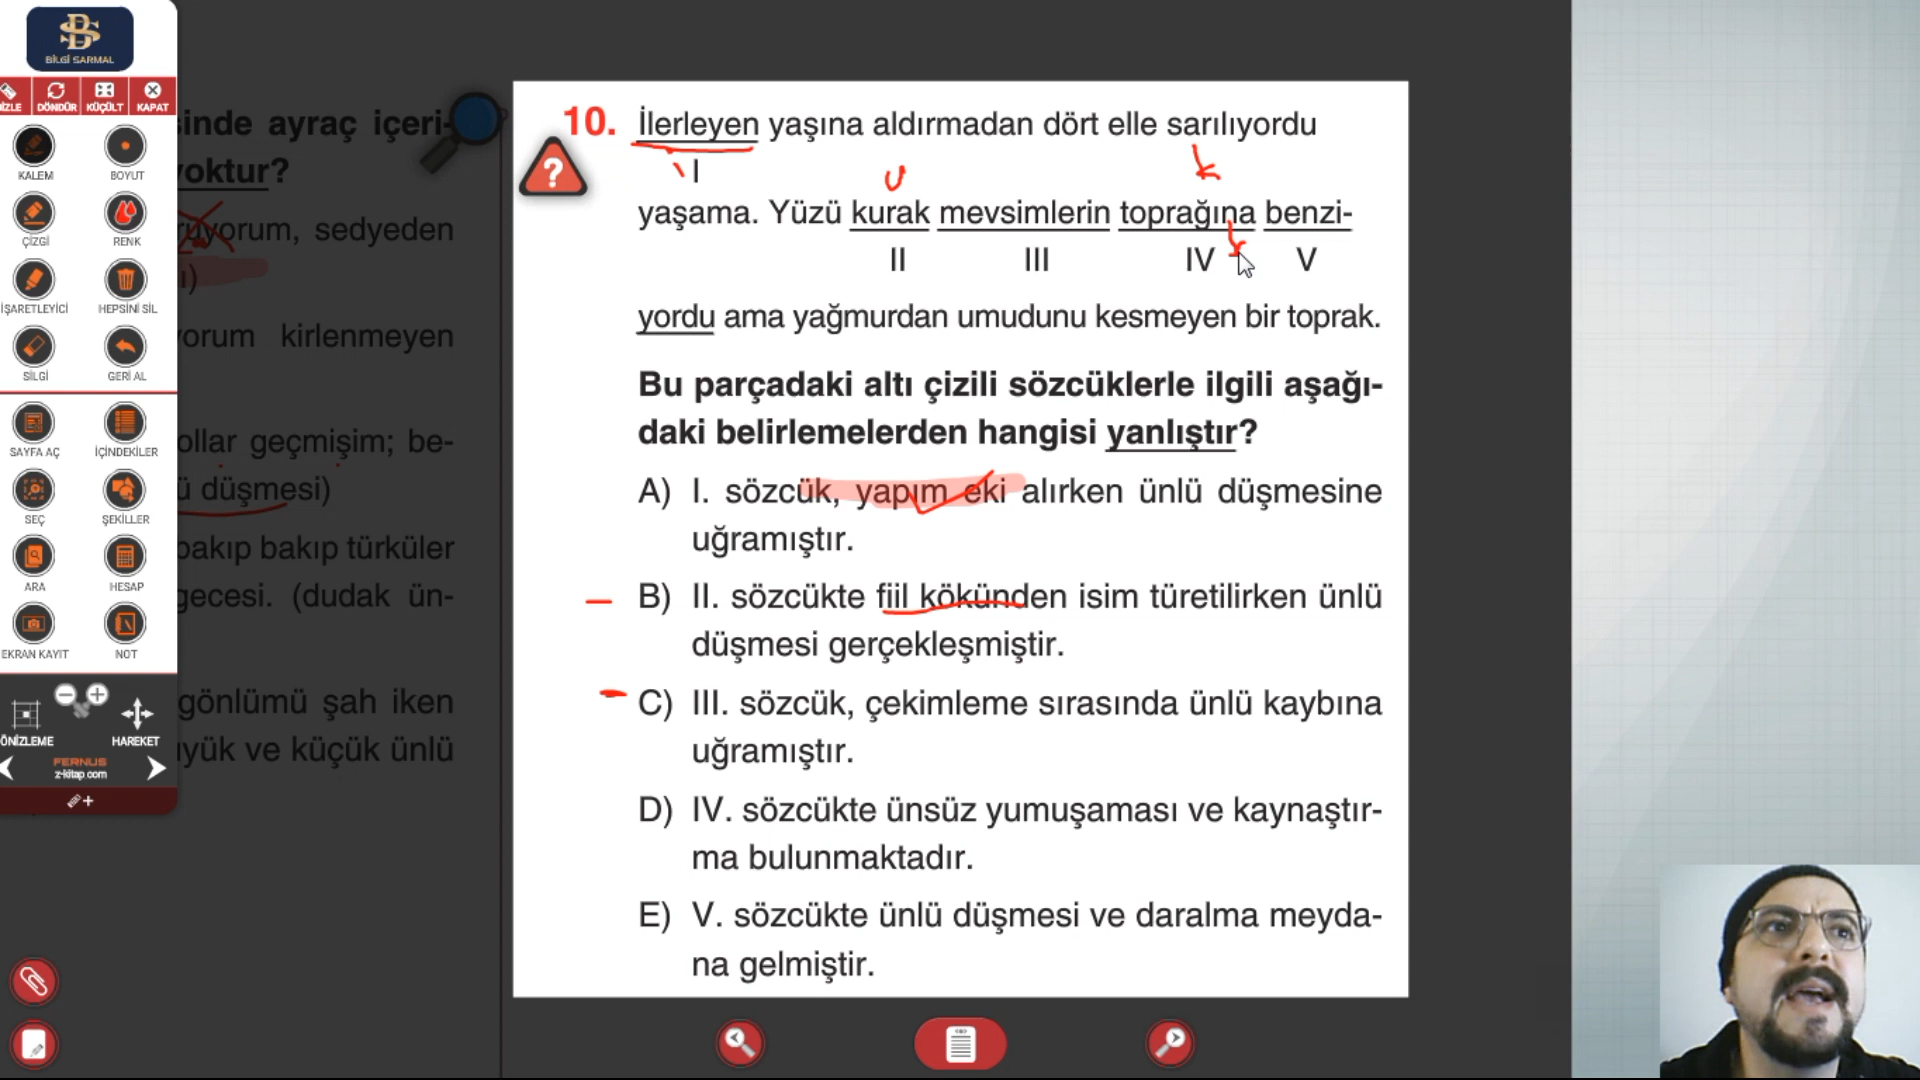 BİLGİ SARMAL
İZLE DÖNDÜR KÜÇÜLT KAPAT
KALEM BOYUT
ÇİZGİ RENK
İŞARETLEYİCİ HEPSİNİ SİL
SİLGİ GERİ AL
SAYFA AÇ İÇİNDEKİLER
SEÇ ŞEKİLLER
ARA HESAP
EKRAN KAYIT NOT
ÖNİZLEME HAREKET
FERNUS
z-kitap.com
sinde ayraç içeri-
yoktur?
rüyorum, sedyeden
ı)
yorum kirlenmeyen
ollar geçmişim; be-
ü düşmesi)
bakıp bakıp türküler
gecesi. (dudak ün-
gönlümü şah iken
yük ve küçük ünlü
10. İlerleyen yaşına aldırmadan dört elle sarılıyordu
I
yaşama. Yüzü kurak mevsimlerin toprağına benzi-
II III IV V
yordu ama yağmurdan umudunu kesmeyen bir toprak.
Bu parçadaki altı çizili sözcüklerle ilgili aşağı-
daki belirlemelerden hangisi yanlıştır?
A) I. sözcük, yapım eki alırken ünlü düşmesine
uğramıştır.
B) II. sözcükte fiil kökünden isim türetilirken ünlü
düşmesi gerçekleşmiştir.
C) III. sözcük, çekimleme sırasında ünlü kaybına
uğramıştır.
D) IV. sözcükte ünsüz yumuşaması ve kaynaştır-
ma bulunmaktadır.
E) V. sözcükte ünlü düşmesi ve daralma meyda-
na gelmiştir.